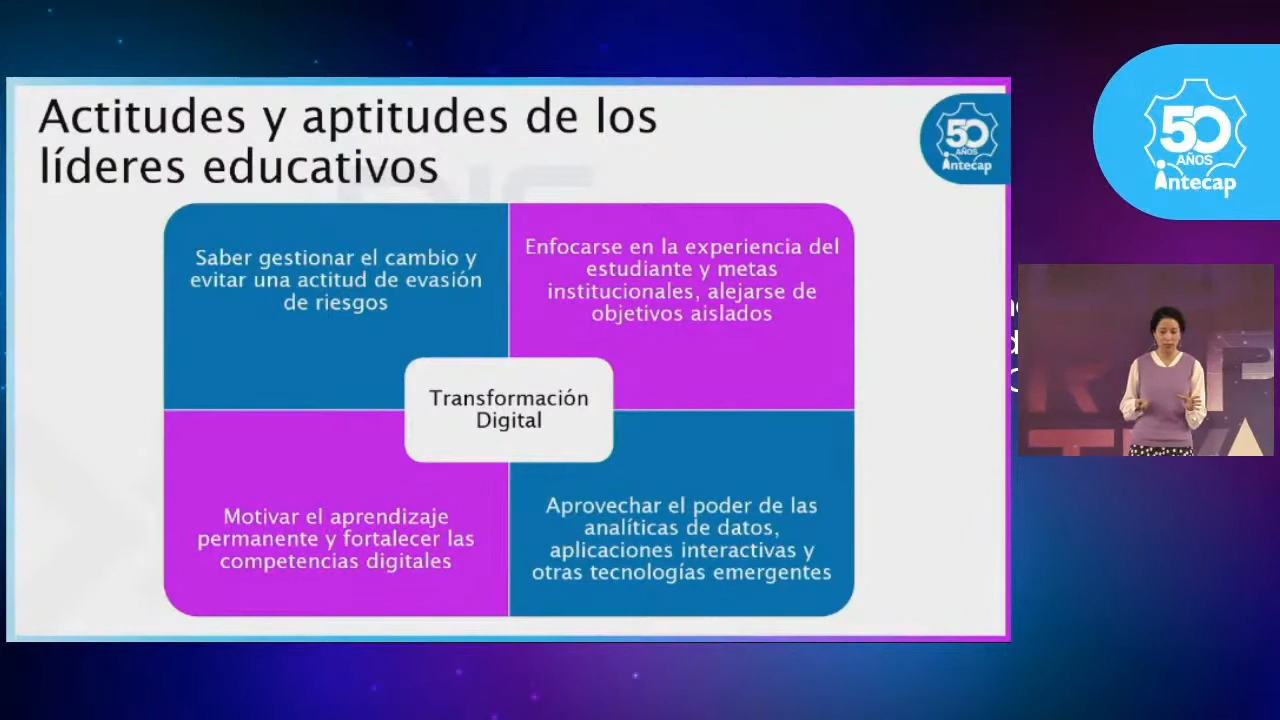 Actitudes y aptitudes de los
líderes educativos
50
AÑOS
intecap
Saber gestionar el cambio y
evitar una actitud de evasión
de riesgos
Enfocarse en la experiencia del
estudiante y metas
institucionales, alejarse de
objetivos aislados
Transformación
Digital
Motivar el aprendizaje
permanente y fortalecer las
competencias digitales
Aprovechar el poder de las
analíticas de datos,
aplicaciones interactivas y
otras tecnologías emergentes
50
AÑOS
intecap